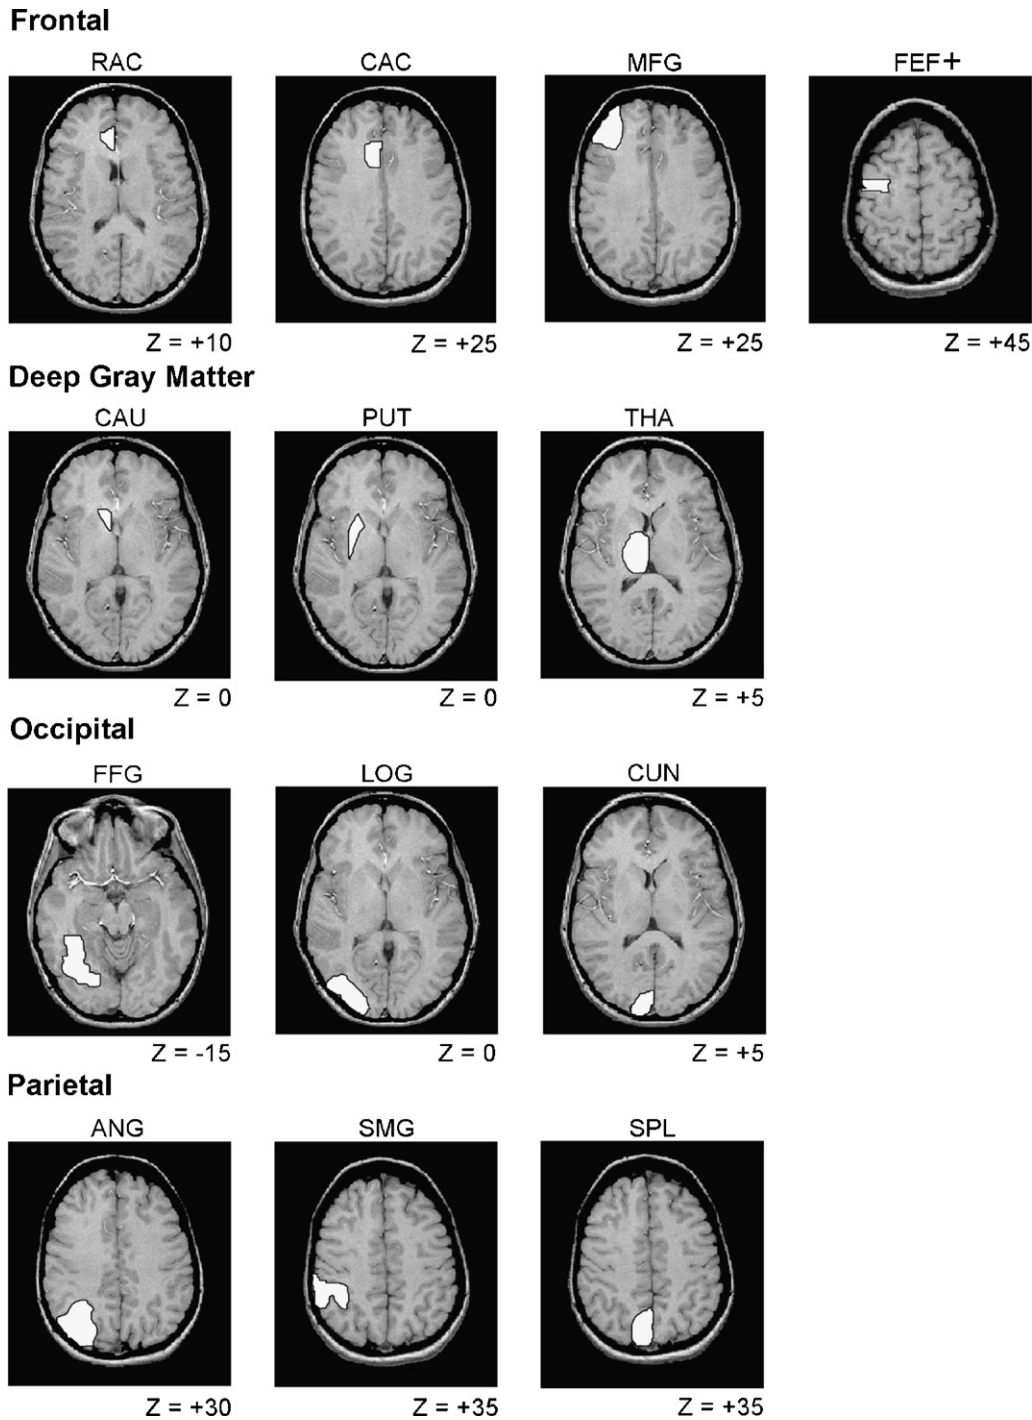 Frontal
RAC CAC MFG FEF+
Z = +10 Z = +25 Z = +25 Z = +45
Deep Gray Matter
CAU PUT THA
Z = 0 Z = 0 Z = +5
Occipital
FFG LOG CUN
Z = -15 Z = 0 Z = +5
Parietal
ANG SMG SPL
Z = +30 Z = +35 Z = +35